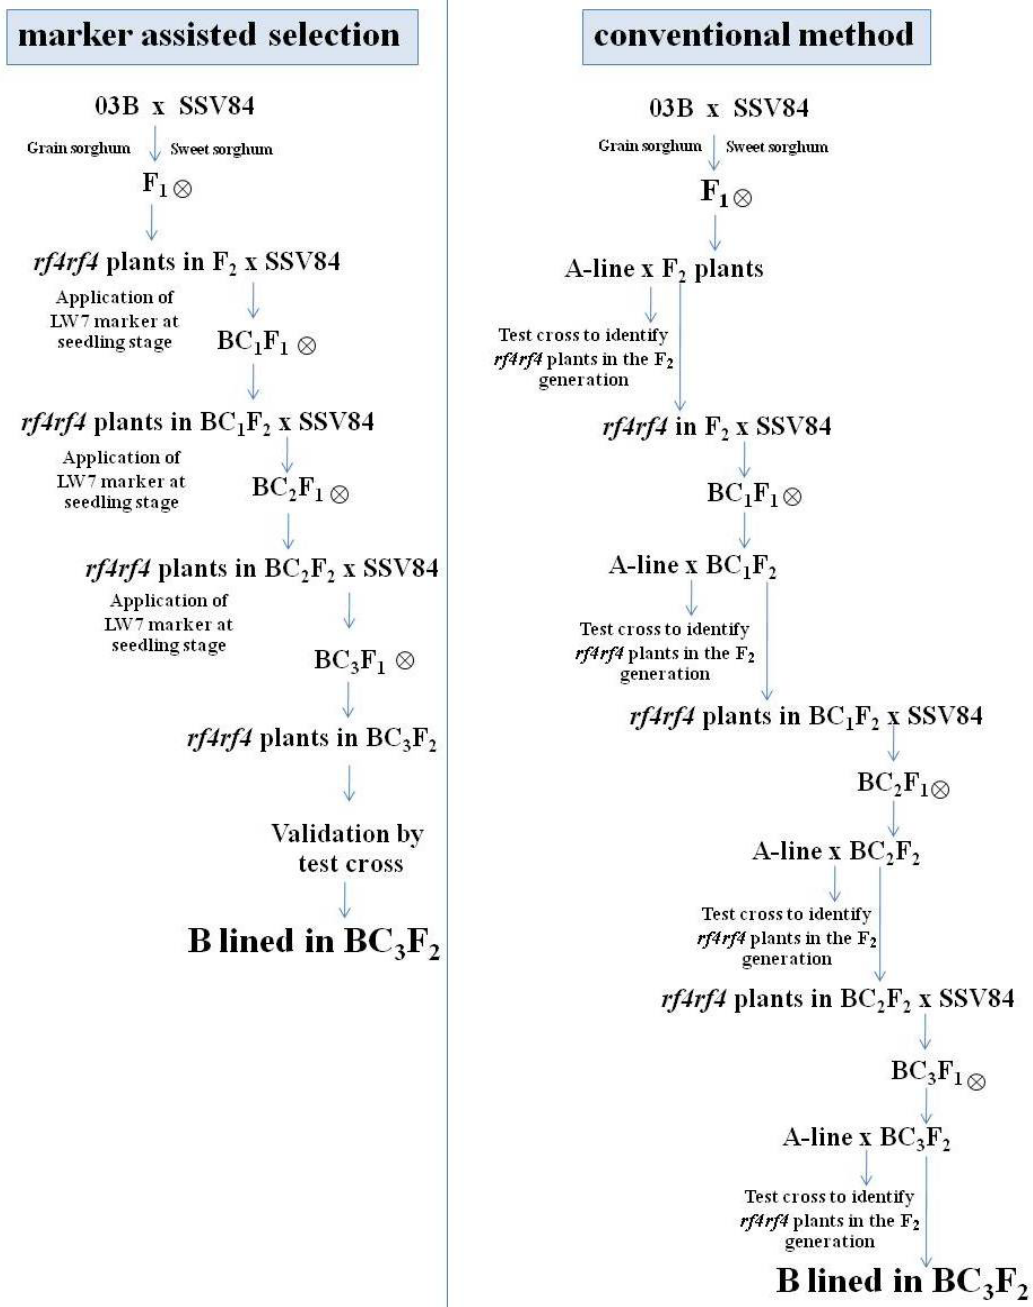 marker assisted selection
03B x SSV84
Grain sorghum Sweet sorghum
F₁ ⊗
rf4rf4 plants in F₂ x SSV84
Application of
LW7 marker at
seedling stage
BC₁F₁ ⊗
rf4rf4 plants in BC₁F₂ x SSV84
Application of
LW7 marker at
seedling stage
BC₂F₁ ⊗
rf4rf4 plants in BC₂F₂ x SSV84
Application of
LW7 marker at
seedling stage
BC₃F₁ ⊗
rf4rf4 plants in BC₃F₂
Validation by
test cross
B lined in BC₃F₂
conventional method
03B x SSV84
Grain sorghum Sweet sorghum
F₁ ⊗
A-line x F₂ plants
Test cross to identify
rf4rf4 plants in the F₂
generation
rf4rf4 in F₂ x SSV84
BC₁F₁ ⊗
A-line x BC₁F₂
Test cross to identify
rf4rf4 plants in the F₂
generation
rf4rf4 plants in BC₁F₂ x SSV84
BC₂F₁ ⊗
A-line x BC₂F₂
Test cross to identify
rf4rf4 plants in the F₂
generation
rf4rf4 plants in BC₂F₂ x SSV84
BC₃F₁ ⊗
A-line x BC₃F₂
Test cross to identify
rf4rf4 plants in the F₂
generation
B lined in BC₃F₂